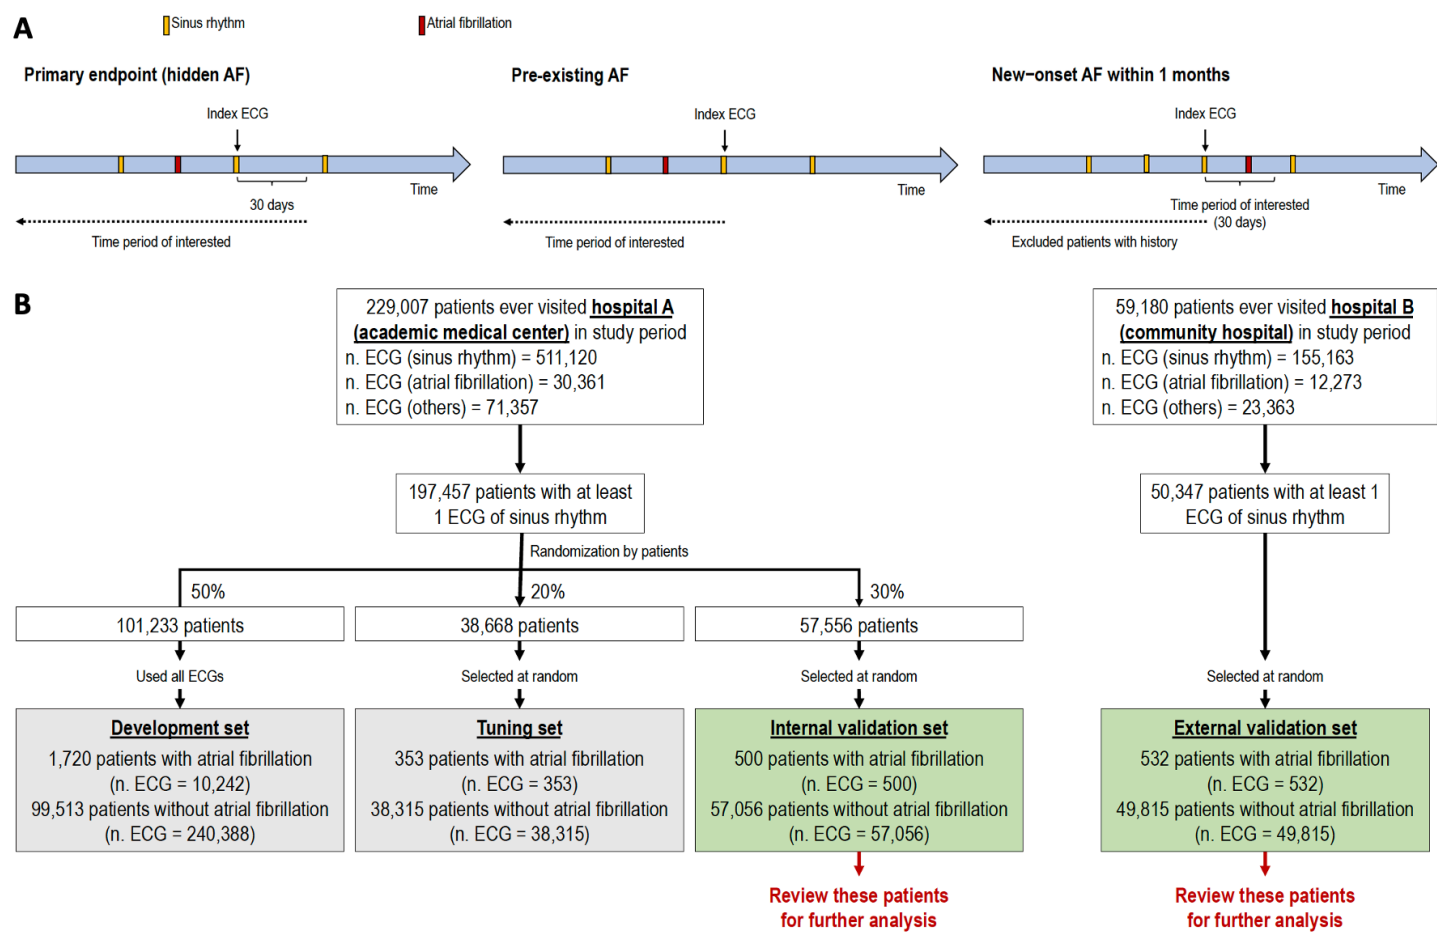 A
Sinus rhythm
Atrial fibrillation
Primary endpoint (hidden AF)
Index ECG
Time
30 days
Time period of interested
Pre-existing AF
Index ECG
Time
Time period of interested
New−onset AF within 1 months
Index ECG
Time
Time period of interested
(30 days)
Excluded patients with history
B
229,007 patients ever visited hospital A
(academic medical center) in study period
n. ECG (sinus rhythm) = 511,120
n. ECG (atrial fibrillation) = 30,361
n. ECG (others) = 71,357
59,180 patients ever visited hospital B
(community hospital) in study period
n. ECG (sinus rhythm) = 155,163
n. ECG (atrial fibrillation) = 12,273
n. ECG (others) = 23,363
197,457 patients with at least
1 ECG of sinus rhythm
50,347 patients with at least 1
ECG of sinus rhythm
Randomization by patients
50%
20%
30%
101,233 patients
38,668 patients
57,556 patients
Used all ECGs
Selected at random
Selected at random
Selected at random
Development set
1,720 patients with atrial fibrillation
(n. ECG = 10,242)
99,513 patients without atrial fibrillation
(n. ECG = 240,388)
Tuning set
353 patients with atrial fibrillation
(n. ECG = 353)
38,315 patients without atrial fibrillation
(n. ECG = 38,315)
Internal validation set
500 patients with atrial fibrillation
(n. ECG = 500)
57,056 patients without atrial fibrillation
(n. ECG = 57,056)
External validation set
532 patients with atrial fibrillation
(n. ECG = 532)
49,815 patients without atrial fibrillation
(n. ECG = 49,815)
Review these patients
for further analysis
Review these patients
for further analysis